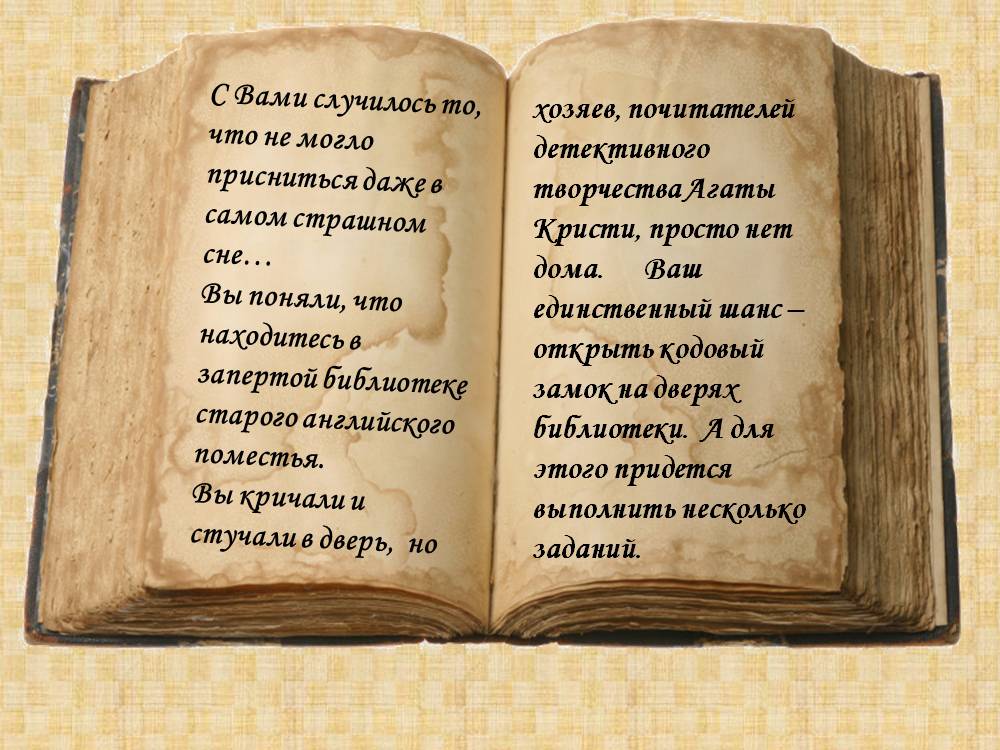 С Вами случилось то,
что не могло
присниться даже в
самом страшном
сне…
Вы поняли, что
находитесь в
запертой библиотеке
старого английского
поместья.
Вы кричали и
стучали в дверь, но
хозяев, почитателей
детективного
творчества Агаты
Кристи, просто нет
дома. Ваш
единственный шанс –
открыть кодовый
замок на дверях
библиотеки. А для
этого придется
выполнить несколько
заданий.